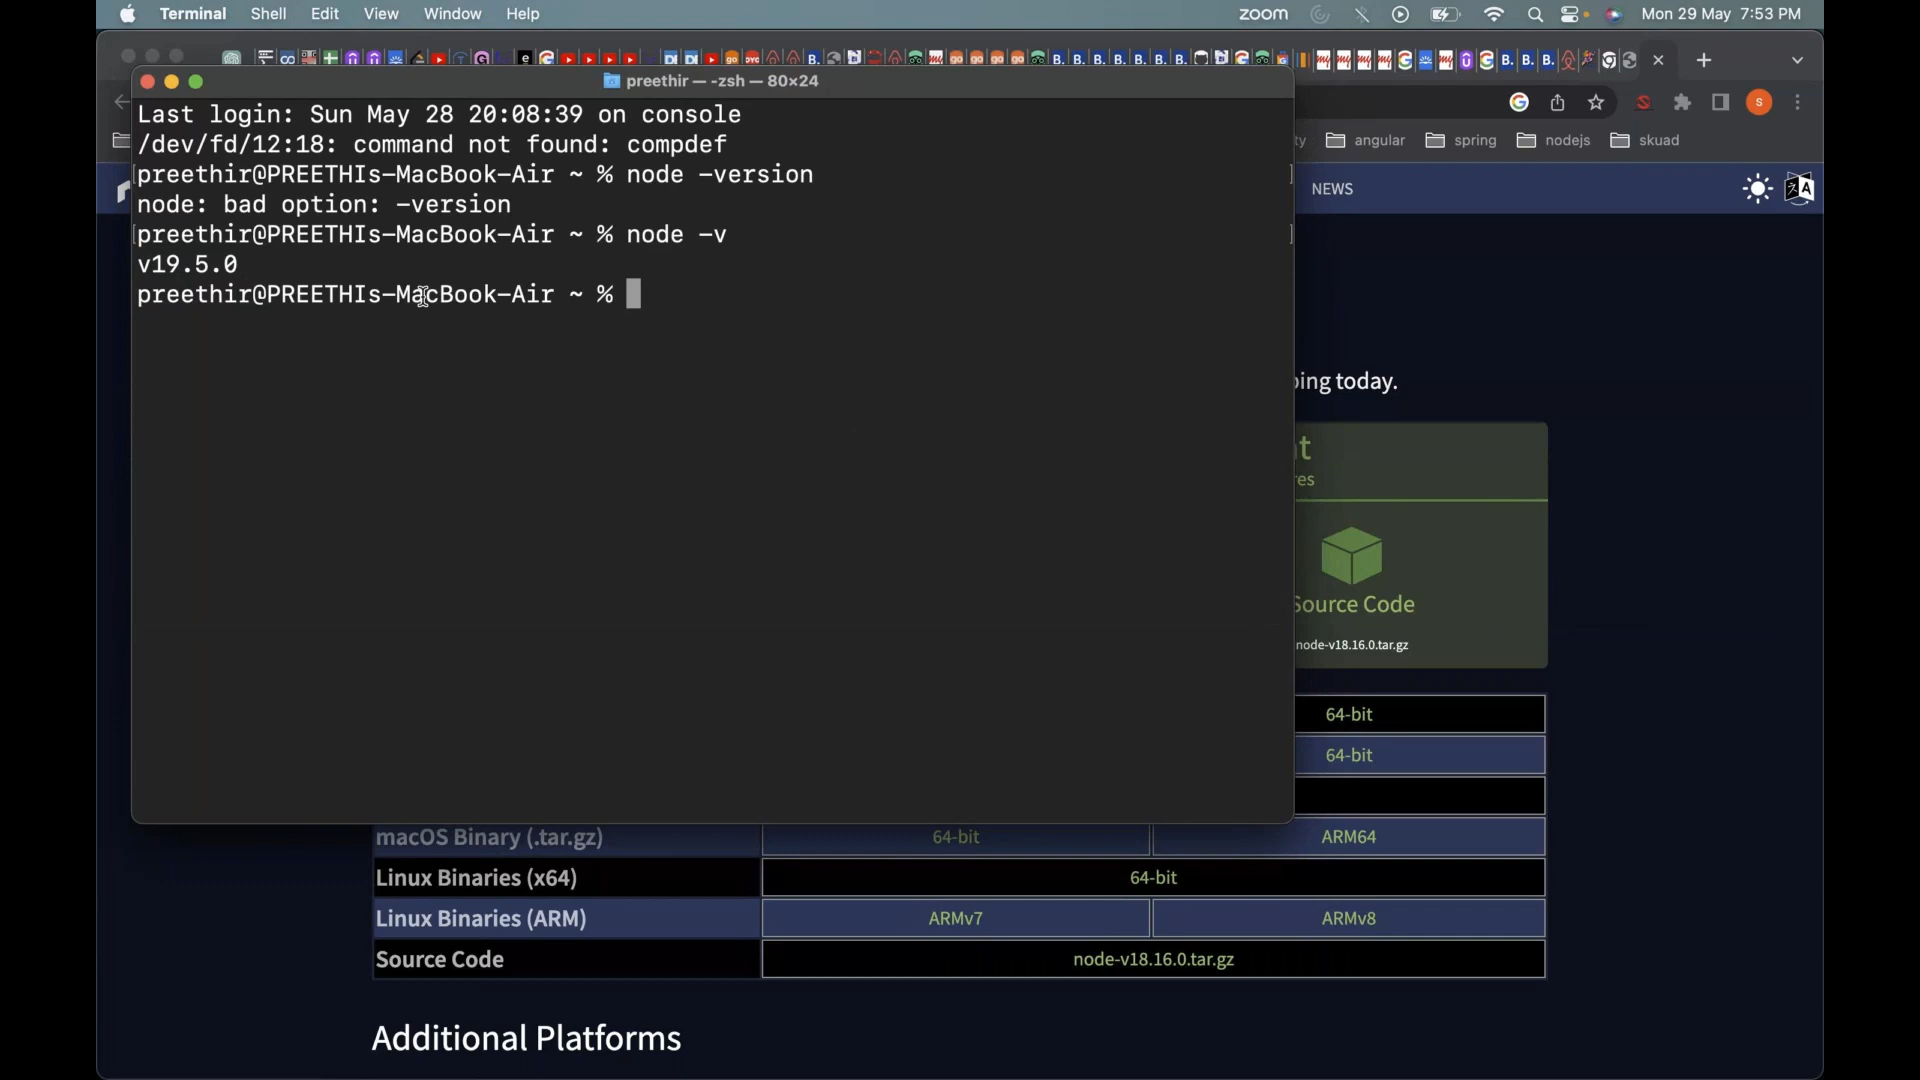 Terminal Shell Edit View Window Help zoom Mon 29 May 7:53 PM
preethir — -zsh — 80×24
Last login: Sun May 28 20:08:39 on console
/dev/fd/12:18: command not found: compdef
preethir@PREETHIs-MacBook-Air ~ % node -version
node: bad option: -version
preethir@PREETHIs-MacBook-Air ~ % node -v
v19.5.0
preethir@PREETHIs-MacBook-Air ~ %
ty angular spring nodejs skuad
NEWS
ing today.
t
res
Source Code
node-v18.16.0.tar.gz
64-bit
64-bit
macOS Binary (.tar.gz) 64-bit ARM64
Linux Binaries (x64) 64-bit
Linux Binaries (ARM) ARMv7 ARMv8
Source Code node-v18.16.0.tar.gz
Additional Platforms